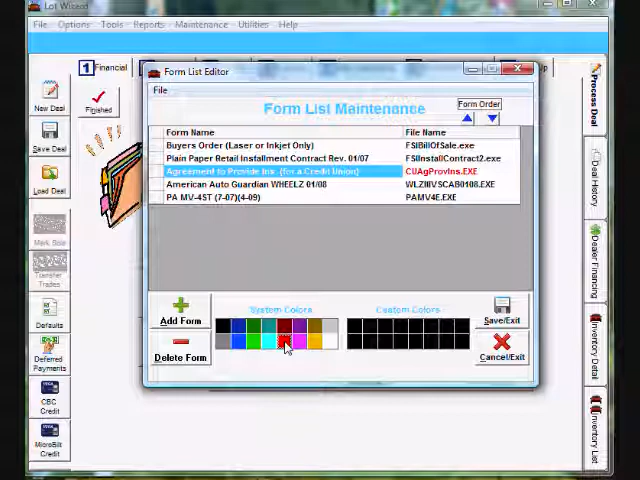 Lot Wizard
File Options Tools Reports Maintenance Utilities Help
1 Financial
Form List Editor
File
Form List Maintenance
Form Order
Form Name File Name
Buyers Order (Laser or Inkjet Only) FSIBillOfSale.exe
Plain Paper Retail Installment Contract Rev. 01/07 FSIInstallContract2.exe
Agreement to Provide Ins. (for a Credit Union) CUAgProvIns.EXE
American Auto Guardian WHEELZ 01/08 WLZIIIVSCAB0108.EXE
PA MV-4ST (7-07)(4-09) PAMV4E.EXE
System Colors Custom Colors
Add Form
Delete Form
Save/Exit
Cancel/Exit
New Deal
Finished
Save Deal
Load Deal
Mark Sold
Transfer
Trades
Defaults
Deferred
Payments
CBC
Credit
MicroBilt
Credit
Process Deal
Deal History
Dealer Financing
Inventory Detail
Inventory List